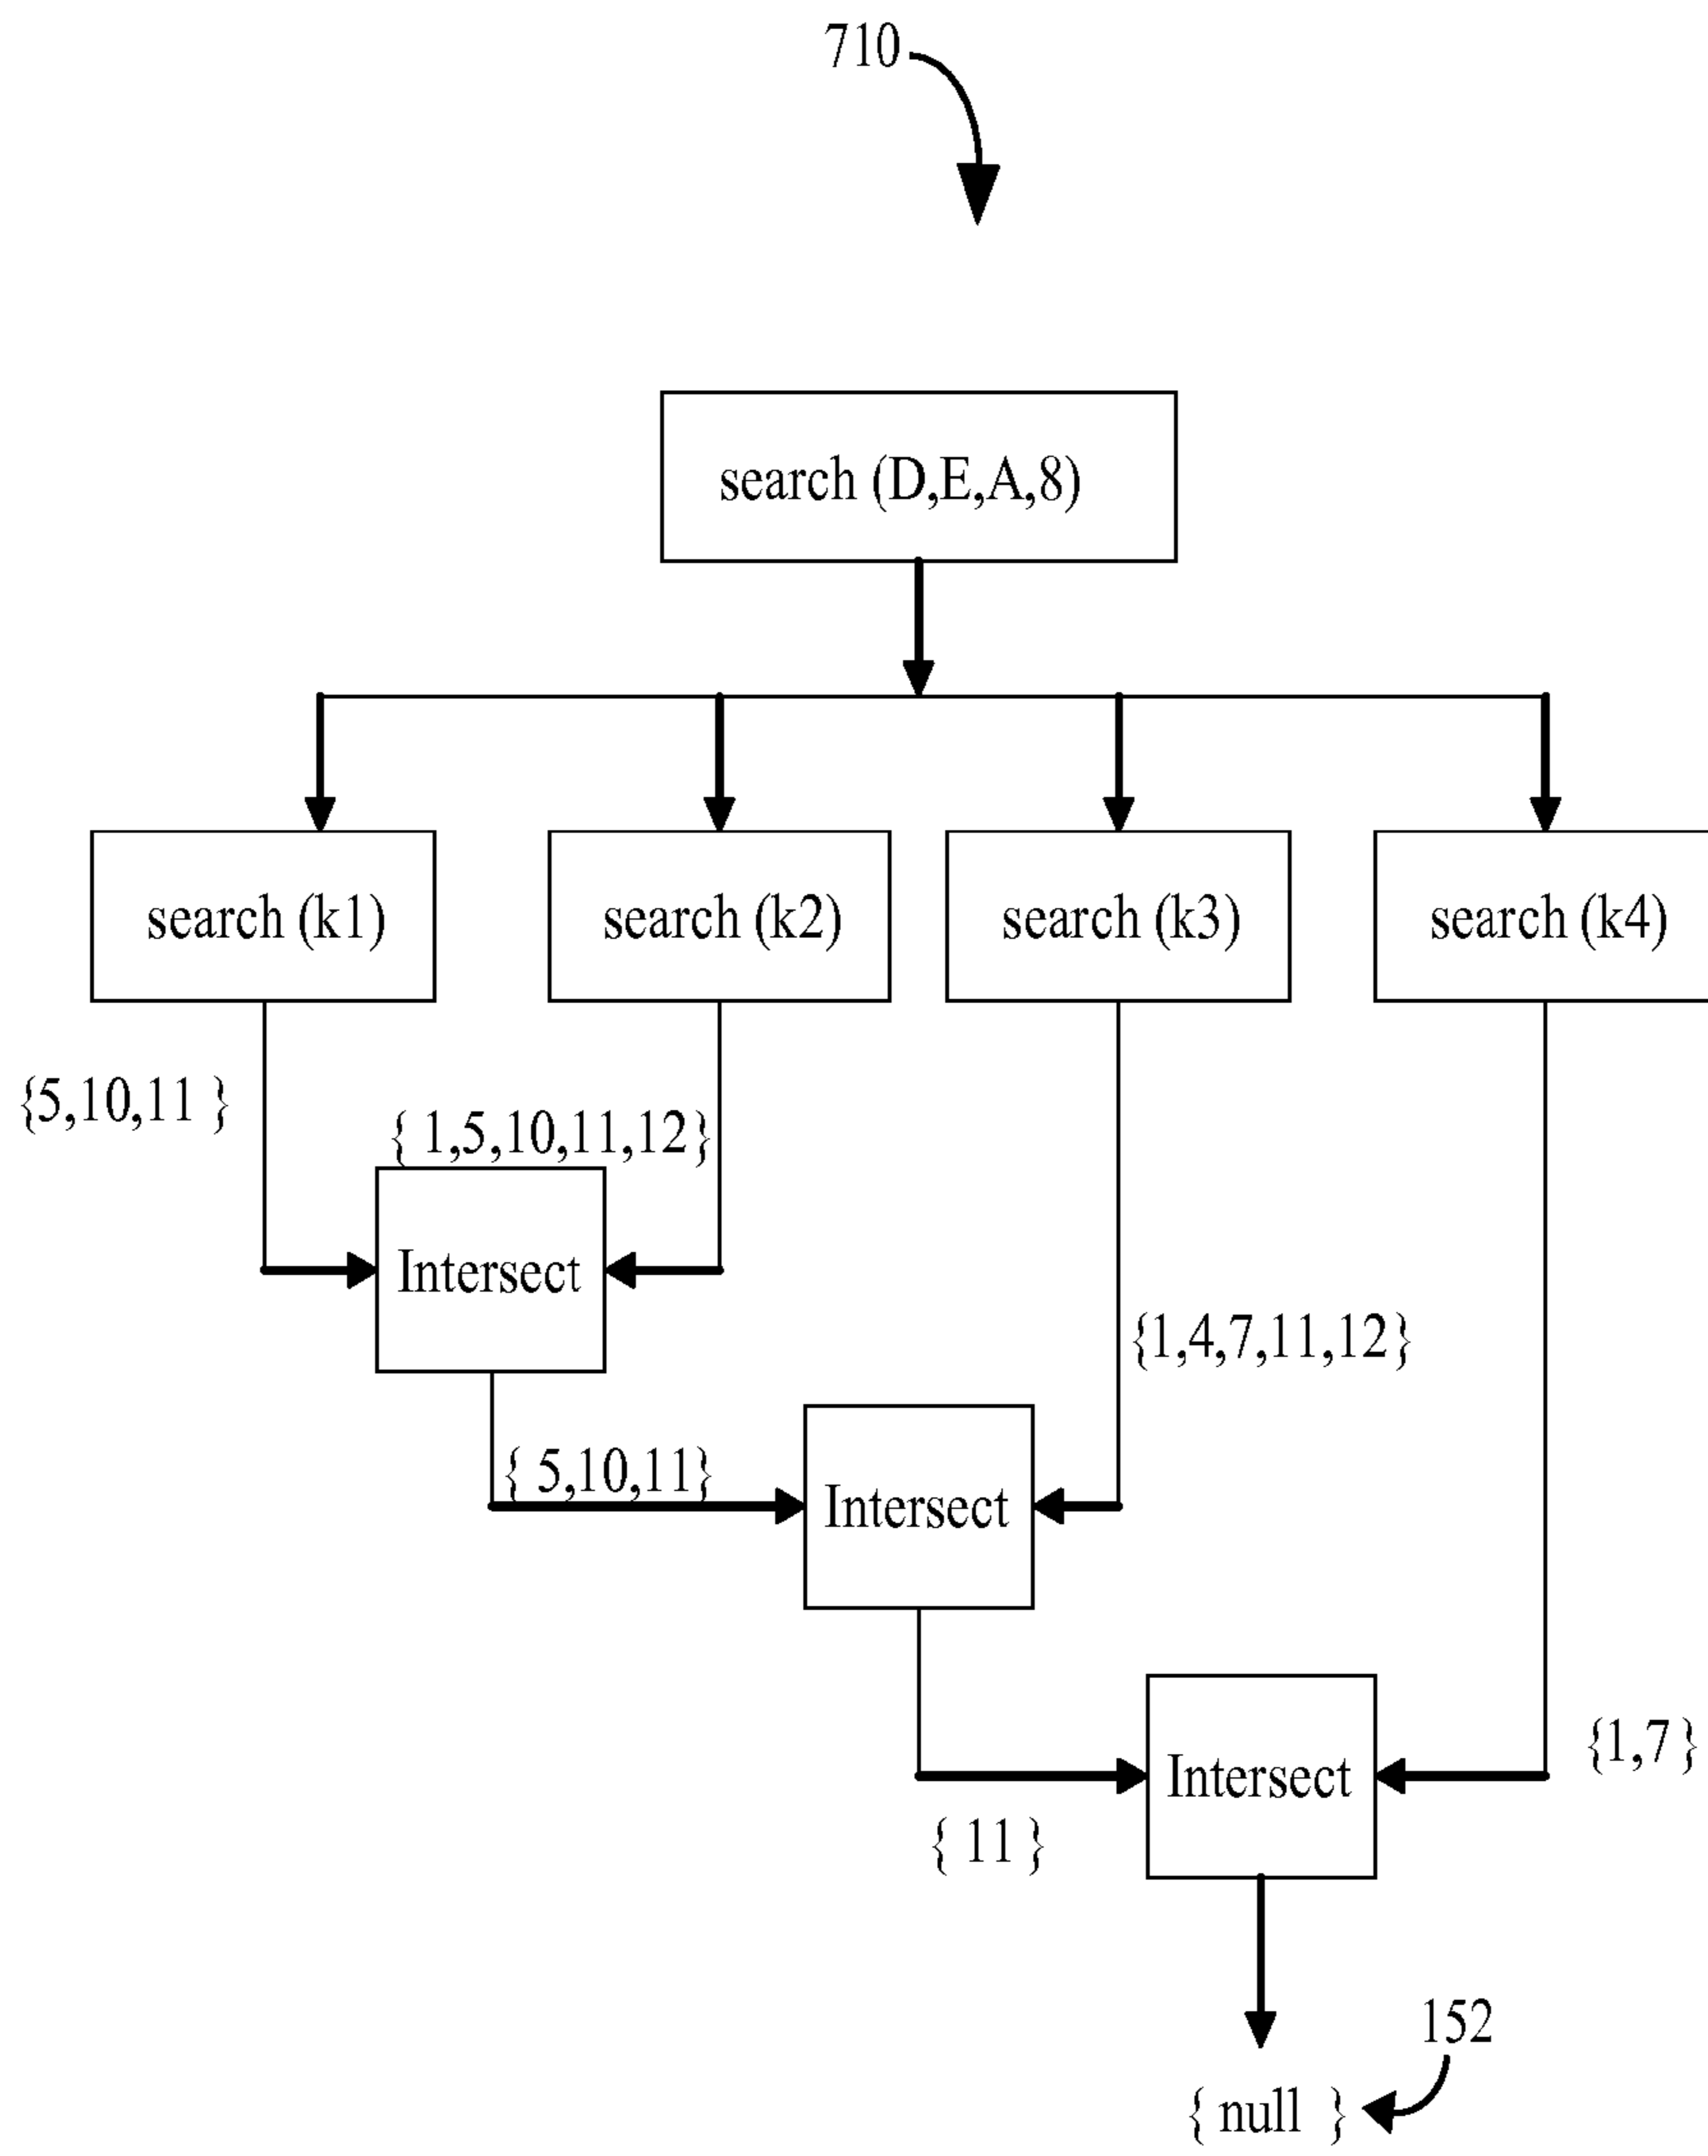 710
search (D,E,A,8)
search (k1)
search (k2)
search (k3)
search (k4)
{5,10,11 }
{ 1,5,10,11,12}
Intersect
{1,4,7,11,12}
{ 5,10,11}
Intersect
{1,7 }
Intersect
{ 11 }
152
{ null }